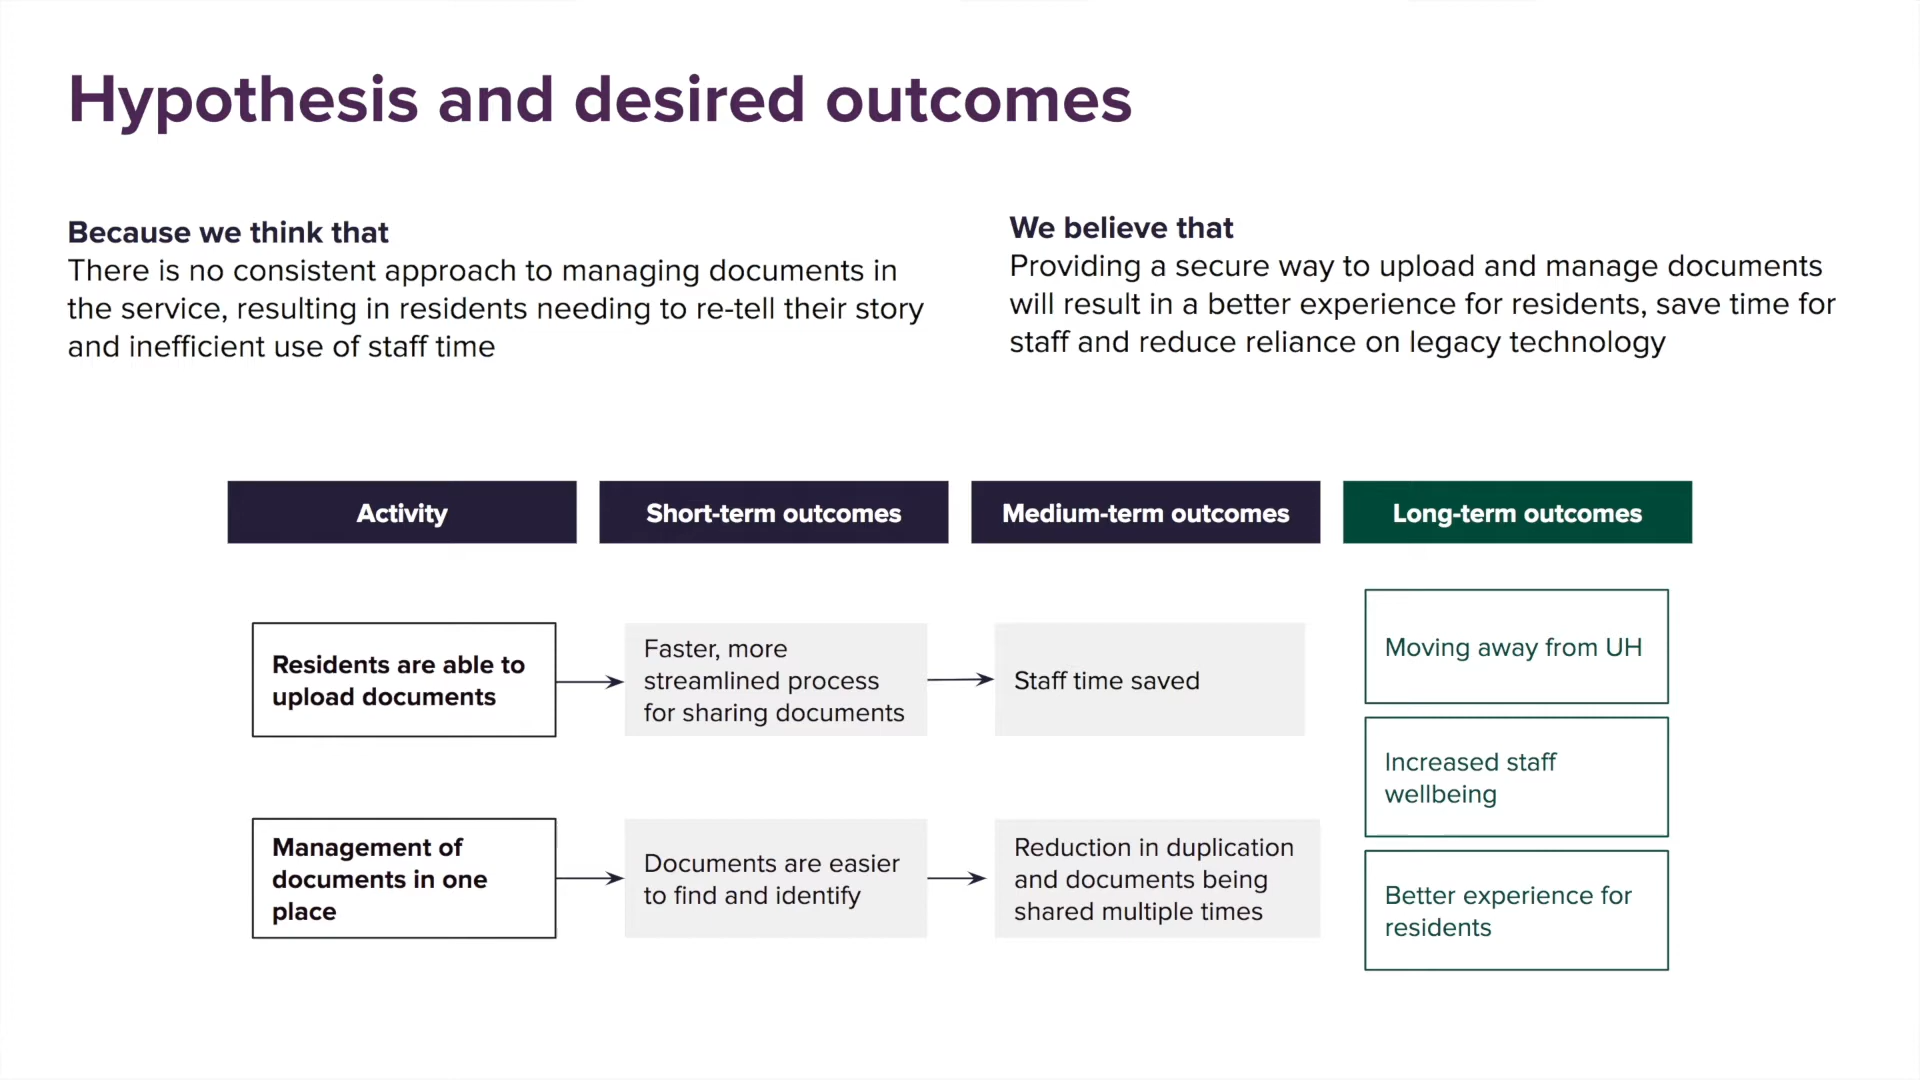 Hypothesis and desired outcomes
Because we think that
There is no consistent approach to managing documents in
the service, resulting in residents needing to re-tell their story
and inefficient use of staff time
We believe that
Providing a secure way to upload and manage documents
will result in a better experience for residents, save time for
staff and reduce reliance on legacy technology
Activity
Short-term outcomes
Medium-term outcomes
Long-term outcomes
Residents are able to
upload documents
Faster, more
streamlined process
for sharing documents
Staff time saved
Management of
documents in one
place
Documents are easier
to find and identify
Reduction in duplication
and documents being
shared multiple times
Moving away from UH
Increased staff
wellbeing
Better experience for
residents